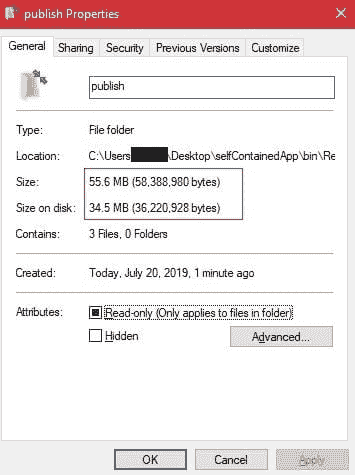 publish Properties
General Sharing Security Previous Versions Customize
publish
Type: File folder
Location: C:\Users\Desktop\selfContainedApp\bin\Re
Size: 55.6 MB (58,388,980 bytes)
Size on disk: 34.5 MB (36,220,928 bytes)
Contains: 3 Files, 0 Folders
Created: Today, July 20, 2019, 1 minute ago
Attributes: Read-only (Only applies to files in folder)
Hidden Advanced...
OK Cancel Apply